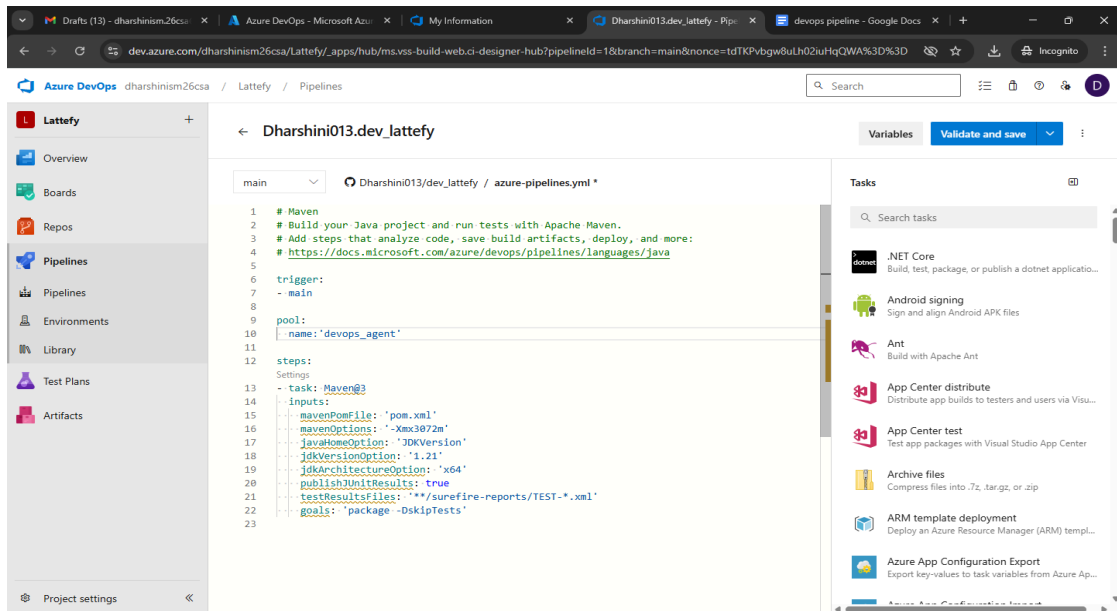 Drafts (13) - dharshinism.26csa
Azure DevOps - Microsoft Azur
My Information
Dharshini013.dev_lattefy - Pipe
devops pipeline - Google Docs
dev.azure.com/dharshinism26csa/Lattefy/_apps/hub/ms.vss-build-web.ci-designer-hub?pipelineId=1&branch=main&nonce=tdTKPvbgw8uLh02iuHqQWA%3D%3D
Incognito
Azure DevOps dharshinism26csa / Lattefy / Pipelines
Search
D
L Lattefy
Overview
Boards
Repos
Pipelines
Pipelines
Environments
Library
Test Plans
Artifacts
Project settings
Dharshini013.dev_lattefy
Variables
Validate and save
main
Dharshini013/dev_lattefy / azure-pipelines.yml *
1 # Maven
2 # Build your Java project and run tests with Apache Maven.
3 # Add steps that analyze code, save build artifacts, deploy, and more:
4 # https://docs.microsoft.com/azure/devops/pipelines/languages/java
5
6 trigger:
7 - main
8
9 pool:
10   name:'devops_agent'
11
12 steps:
Settings
13 - task: Maven@3
14   inputs:
15     mavenPomFile: 'pom.xml'
16     mavenOptions: '-Xmx3072m'
17     javaHomeOption: 'JDKVersion'
18     jdkVersionOption: '1.21'
19     jdkArchitectureOption: 'x64'
20     publishJUnitResults: true
21     testResultsFiles: '**/surefire-reports/TEST-*.xml'
22     goals: 'package -DskipTests'
23
Tasks
Search tasks
dotnet
.NET Core
Build, test, package, or publish a dotnet applicatio...
Android signing
Sign and align Android APK files
Ant
Build with Apache Ant
App Center distribute
Distribute app builds to testers and users via Visu...
App Center test
Test app packages with Visual Studio App Center
Archive files
Compress files into .7z, .tar.gz, or .zip
ARM template deployment
Deploy an Azure Resource Manager (ARM) templ...
Azure App Configuration Export
Export key-values to task variables from Azure Ap...
Azure App Configuration Import